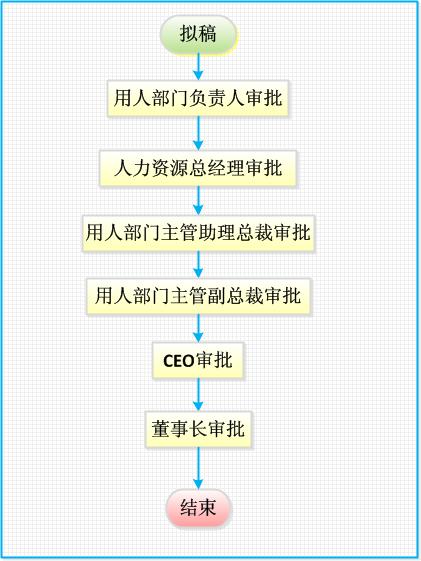 拟稿
用人部门负责人审批
人力资源总经理审批
用人部门主管助理总裁审批
用人部门主管副总裁审批
CEO审批
董事长审批
结束